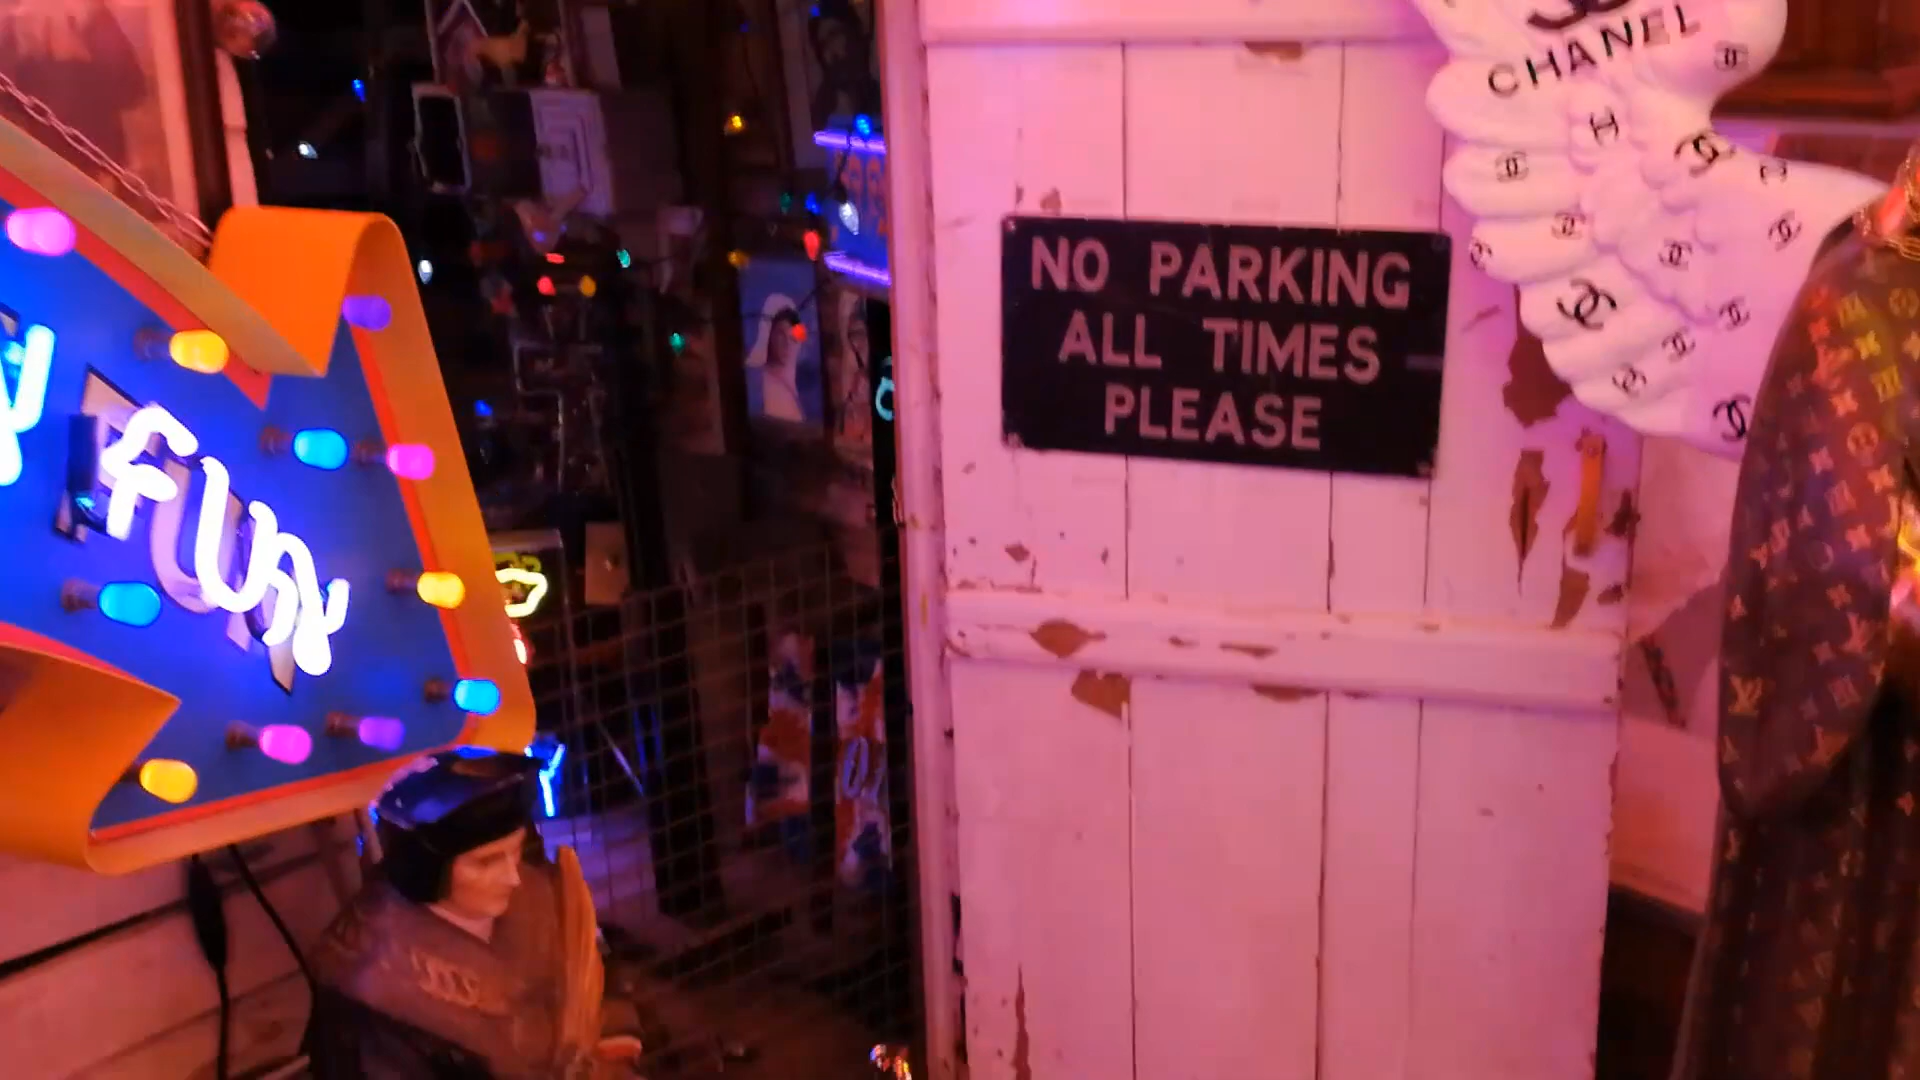 CHANEL
NO PARKING
ALL TIMES
PLEASE
FUN